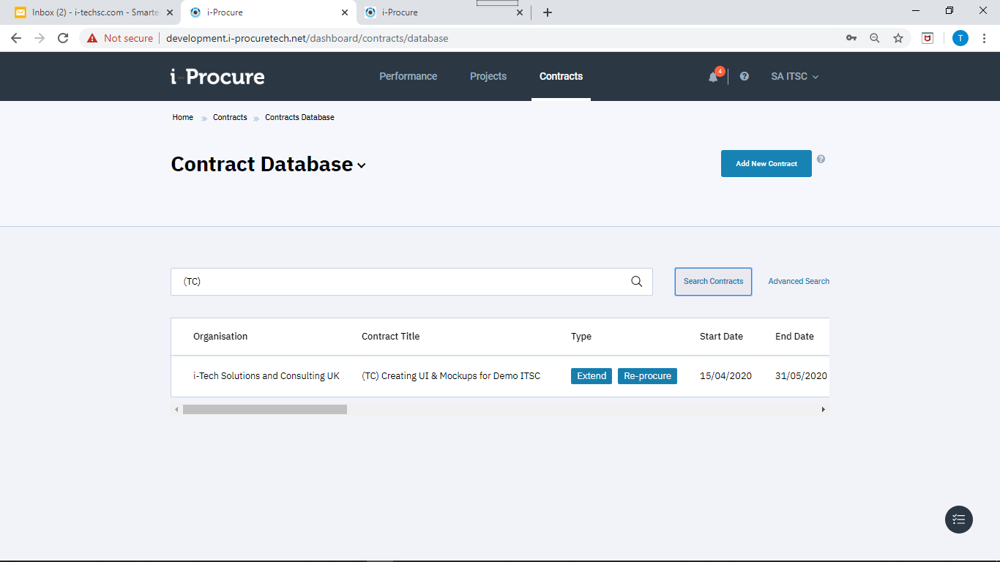 Inbox (2) - i-techsc.com - Smarte
i-Procure
i-Procure
Not secure
development.i-procuretech.net/dashboard/contracts/database
T
i-Procure
Performance
Projects
Contracts
4
?
SA ITSC
Home » Contracts » Contracts Database
Contract Database
Add New Contract
?
(TC)
Search Contracts
Advanced Search
Organisation Contract Title Type Start Date End Date
i-Tech Solutions and Consulting UK (TC) Creating UI & Mockups for Demo ITSC Extend Re-procure 15/04/2020 31/05/2020